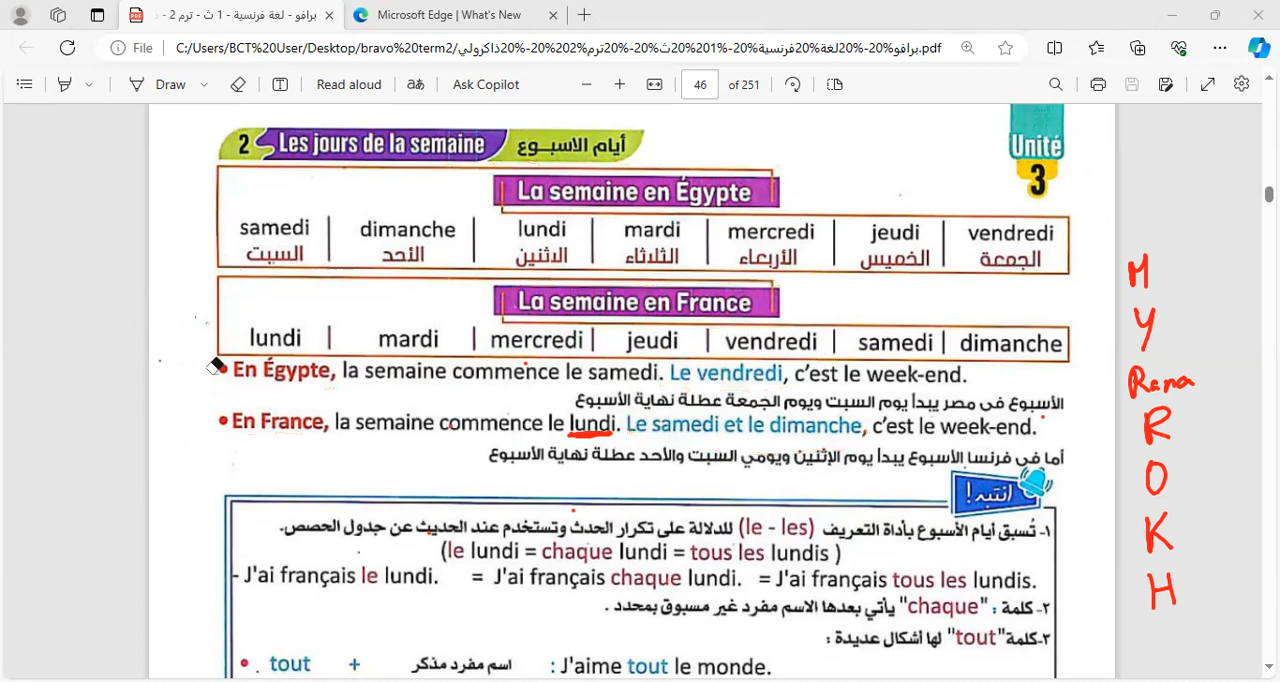 برافو - لغة فرنسية - 1 ث - ترم 2 -
Microsoft Edge | What's New
File
C:/Users/BCT%20User/Desktop/bravo%20term2/برافو%20-%20لغة%20فرنسية%20-%201%20ث%20-%20ترم%202%20-%20ذاكرولي.pdf
Draw
Read aloud
aあ
Ask Copilot
46 of 251
2 Les jours de la semaine أيام الاسبوع
Unité 3
La semaine en Égypte
samedi dimanche lundi mardi mercredi jeudi vendredi
السبت الأحد الاثنين الثلاثاء الأربعاء الخميس الجمعة
La semaine en France
lundi mardi mercredi jeudi vendredi samedi dimanche
• En Égypte, la semaine commence le samedi. Le vendredi, c'est le week-end.
الأسبوع فى مصر يبدأ يوم السبت ويوم الجمعة عطلة نهاية الأسبوع
• En France, la semaine commence le lundi. Le samedi et le dimanche, c'est le week-end.
أما فى فرنسا الأسبوع يبدأ يوم الإثنين ويومي السبت والأحد عطلة نهاية الأسبوع
انتبه!
١- تُسبق أيام الأسبوع بأداة التعريف (le - les) للدلالة على تكرار الحدث وتستخدم عند الحديث عن جدول الحصص.
(le lundi = chaque lundi = tous les lundis )
- J'ai français le lundi. = J'ai français chaque lundi. = J'ai français tous les lundis.
٢- كلمة : "chaque" يأتي بعدها الاسم مفرد غير مسبوق بمحدد .
٢-كلمة "tout" لها أشكال عديدة :
• . tout + اسم مفرد مذكر : J'aime tout le monde.
M
Y
Rana
R
O
K
H